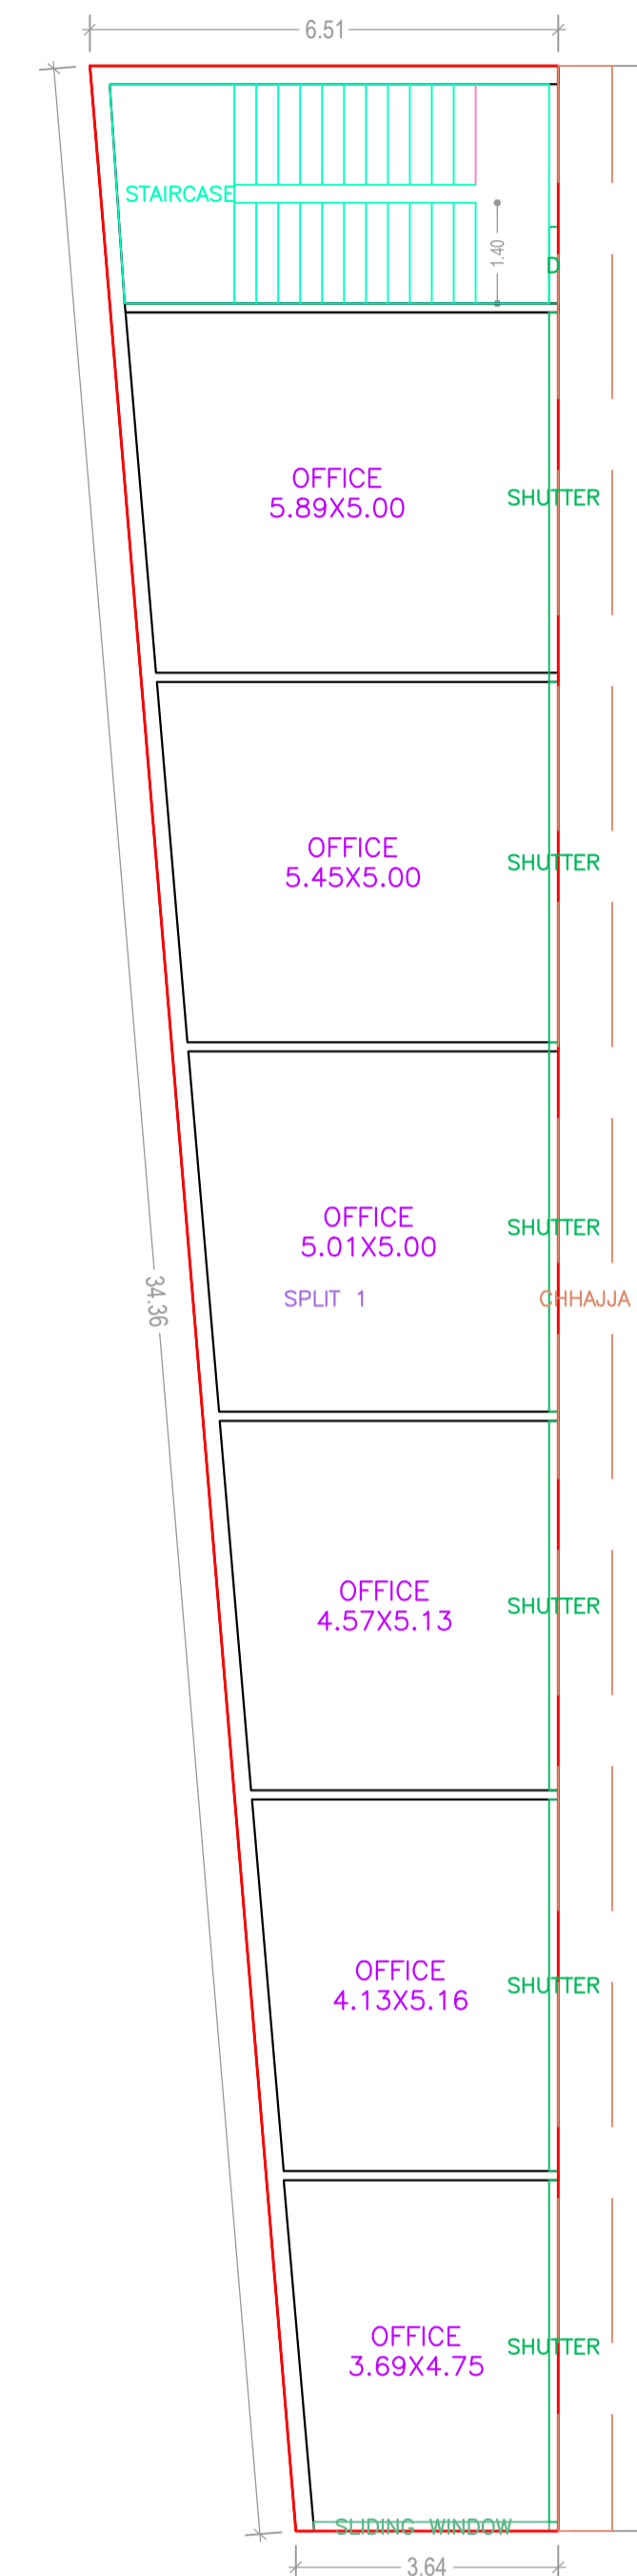 6.51
STAIRCASE
1.40
D
OFFICE
5.89X5.00
SHUTTER
OFFICE
5.45X5.00
SHUTTER
OFFICE
5.01X5.00
SHUTTER
SPLIT 1
CHHAJJA
34.36
OFFICE
4.57X5.13
SHUTTER
OFFICE
4.13X5.16
SHUTTER
OFFICE
3.69X4.75
SHUTTER
SLIDING WINDOW
3.64